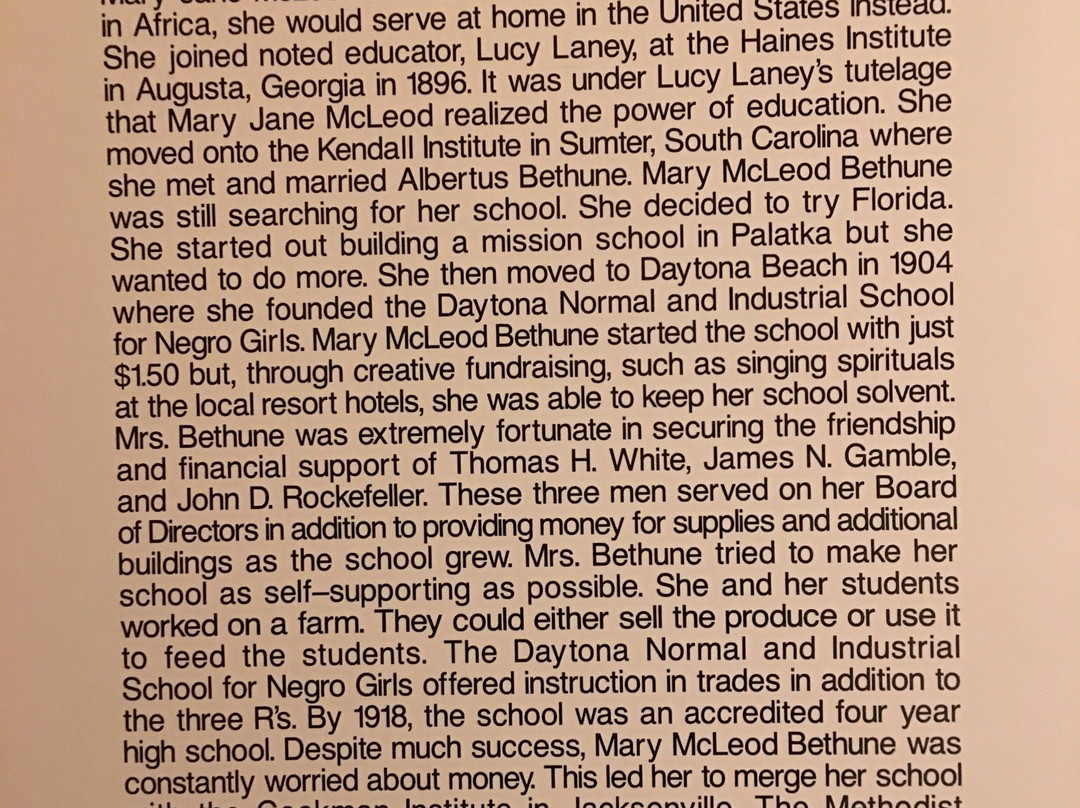 in Africa, she would serve at home in the United States instead.
She joined noted educator, Lucy Laney, at the Haines Institute
in Augusta, Georgia in 1896. It was under Lucy Laney's tutelage
that Mary Jane McLeod realized the power of education. She
moved onto the Kendall Institute in Sumter, South Carolina where
she met and married Albertus Bethune. Mary McLeod Bethune
was still searching for her school. She decided to try Florida.
She started out building a mission school in Palatka but she
wanted to do more. She then moved to Daytona Beach in 1904
where she founded the Daytona Normal and Industrial School
for Negro Girls. Mary McLeod Bethune started the school with just
$1.50 but, through creative fundraising, such as singing spirituals
at the local resort hotels, she was able to keep her school solvent.
Mrs. Bethune was extremely fortunate in securing the friendship
and financial support of Thomas H. White, James N. Gamble,
and John D. Rockefeller. These three men served on her Board
of Directors in addition to providing money for supplies and additional
buildings as the school grew. Mrs. Bethune tried to make her
school as self–supporting as possible. She and her students
worked on a farm. They could either sell the produce or use it
to feed the students. The Daytona Normal and Industrial
School for Negro Girls offered instruction in trades in addition to
the three R's. By 1918, the school was an accredited four year
high school. Despite much success, Mary McLeod Bethune was
constantly worried about money. This led her to merge her school
with the Cookman Institute in Jacksonville. The Methodist